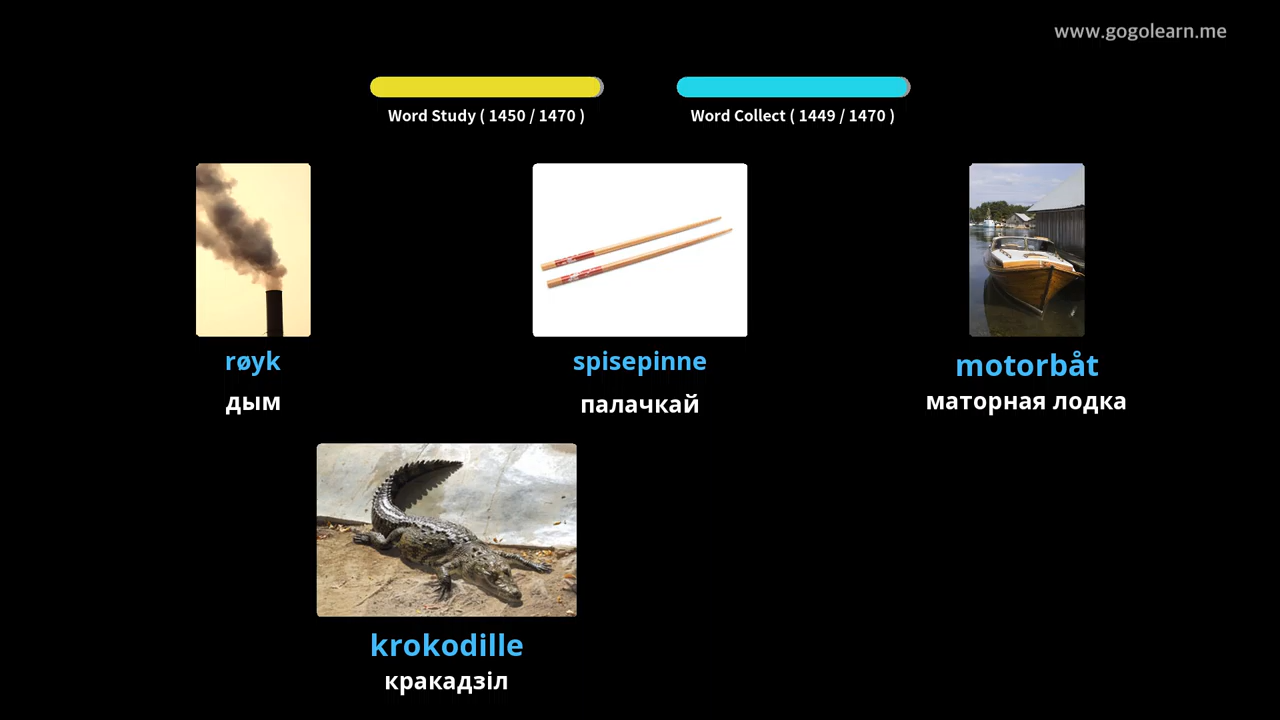 www.gogolearn.me
Word Study ( 1450 / 1470 )
Word Collect ( 1449 / 1470 )
røyk
spisepinne
motorbåt
дым
палачкай
маторная лодка
krokodille
кракадзіл